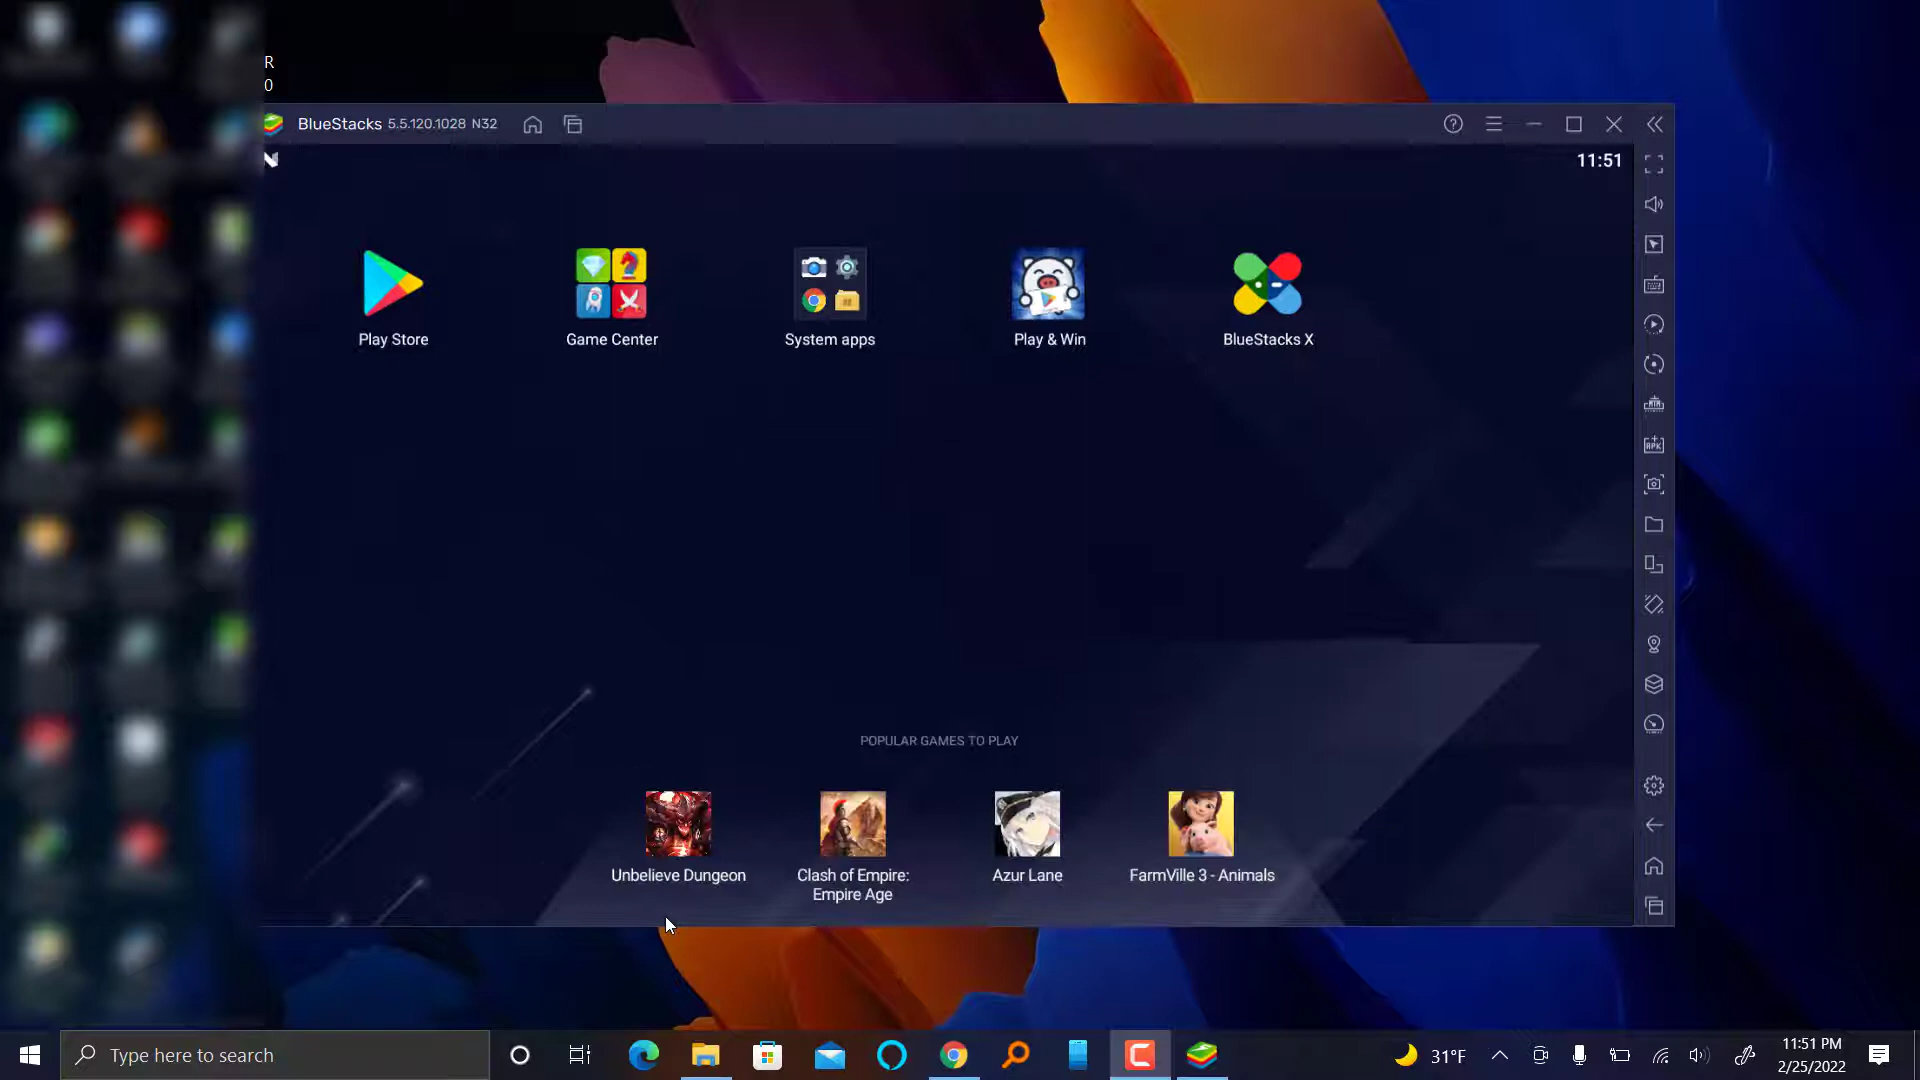 R
0
BlueStacks 5.5.120.1028 N32
11:51
Play Store
Game Center
System apps
Play & Win
BlueStacks X
POPULAR GAMES TO PLAY
Unbelieve Dungeon
Clash of Empire:
Empire Age
Azur Lane
FarmVille 3 - Animals
Type here to search
31°F
11:51 PM
2/25/2022